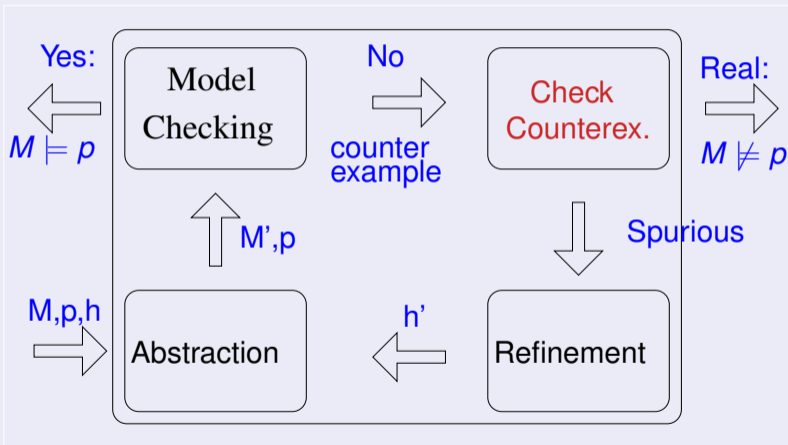 Yes:
M ⊨ p
Model
Checking
No
counter
example
Check
Counterex.
Real:
M ⊭ p
M',p
Spurious
M,p,h
Abstraction
h'
Refinement